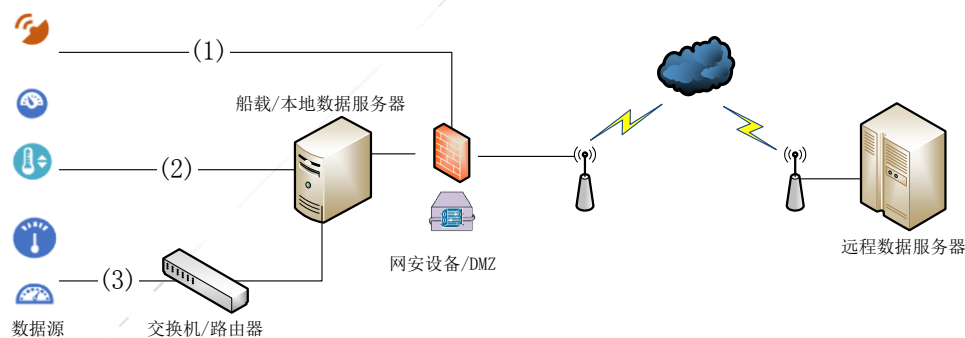 (1)
船载/本地数据服务器
(2)
远程数据服务器
网安设备/DMZ
(3)
数据源
交换机/路由器